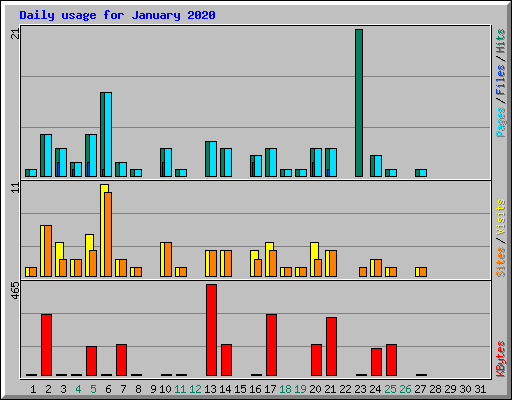 Daily usage for January 2020
21
Pages / Files / Hits
11
Sites / Visits
465
KBytes
1 2 3 4 5 6 7 8 9 10 11 12 13 14 15 16 17 18 19 20 21 22 23 24 25 26 27 28 29 30 31